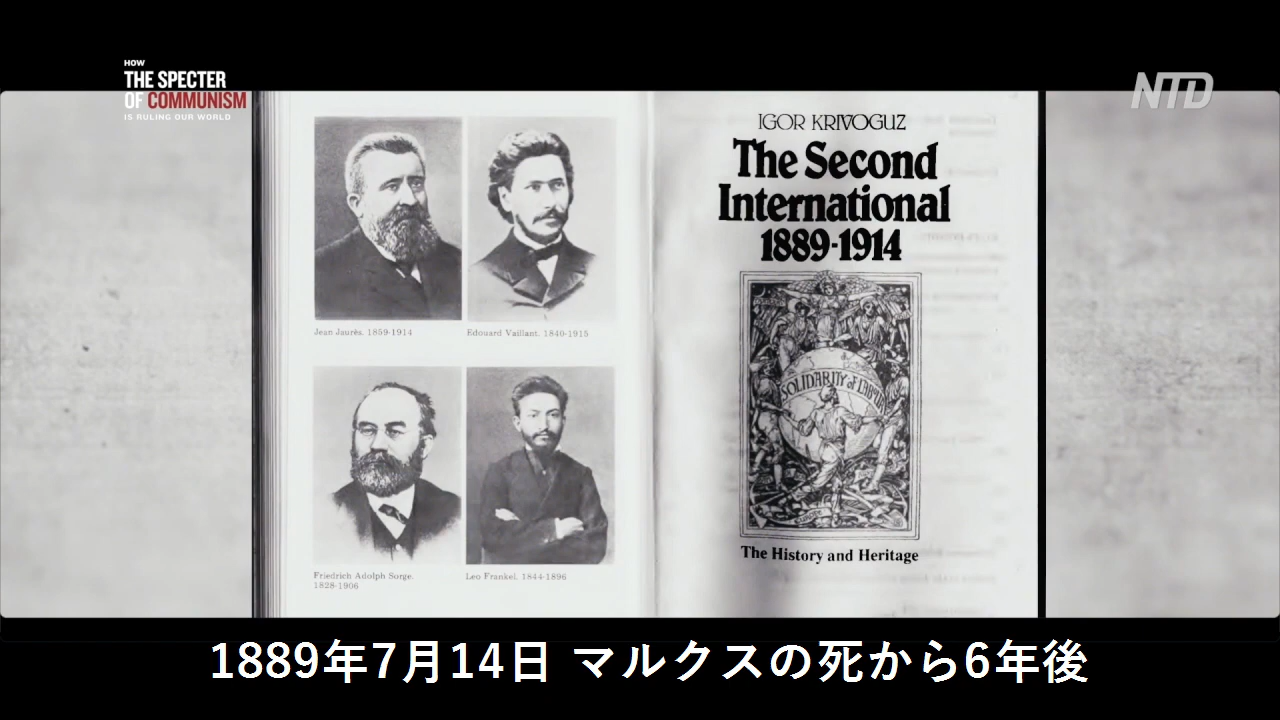 HOW
THE SPECTER
OF COMMUNISM
IS RULING OUR WORLD
NTD
Jean Jaurès. 1859-1914
Edouard Vaillant. 1840-1915
Friedrich Adolph Sorge.
1828-1906
Leo Frankel. 1844-1896
IGOR KRIVOGUZ
The Second
International
1889-1914
SOLIDARITY of LABOUR
The History and Heritage
1889年7月14日 マルクスの死から6年後